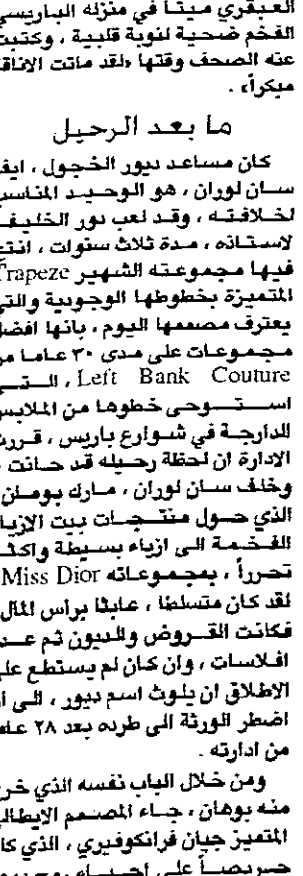 العبقري ميتا في منزله الباريسي
الفخم ضحية لنوبة قلبية ، وكتبت
عنه الصحف وقتها «لقد ماتت الاناقة
مبكرا» .
ما بعد الرحيل
كان مساعد ديور الخجول ، ايف
سان لوران ، هو الوحيد المناسب
لخلافته ، وقد لعب دور الخليفة
لاستاذه ، مدة ثلاث سنوات ، انتج
فيها مجموعته الشهير Trapeze
المتميزة بخطوطها الوجودية والتي
يعترف مصممها اليوم ، بانها افضل
مجموعات على مدى ٣٠ عاما من
Left Bank Couture ، التي
استوحى خطوها من الملابس
الدارجة في شوارع باريس ، قررت
الادارة ان لحظة رحيله قد حانت
وخلف سان لوران ، مارك بوهان
الذي حول منتجات بيت الازياء
الفخمة الى ازياء بسيطة واكثر
تحررا ، بمجموعاته Miss Dior
لقد كان متسلطا ، عابثا براس المال
فكانت القروض والديون ثم عدة
افلاسات ، وان كان لم يستطع على
الاطلاق ان يلوث اسم ديور ، الى ان
اضطر الورثة الى طرده بعد ٢٨ عاما
من ادارته .
ومن خلال الباب نفسه الذي خرج
منه بوهان ، جاء المصمم الايطالي
المتميز جيان فرانكوفيري ، الذي كان
حريصا على احياء